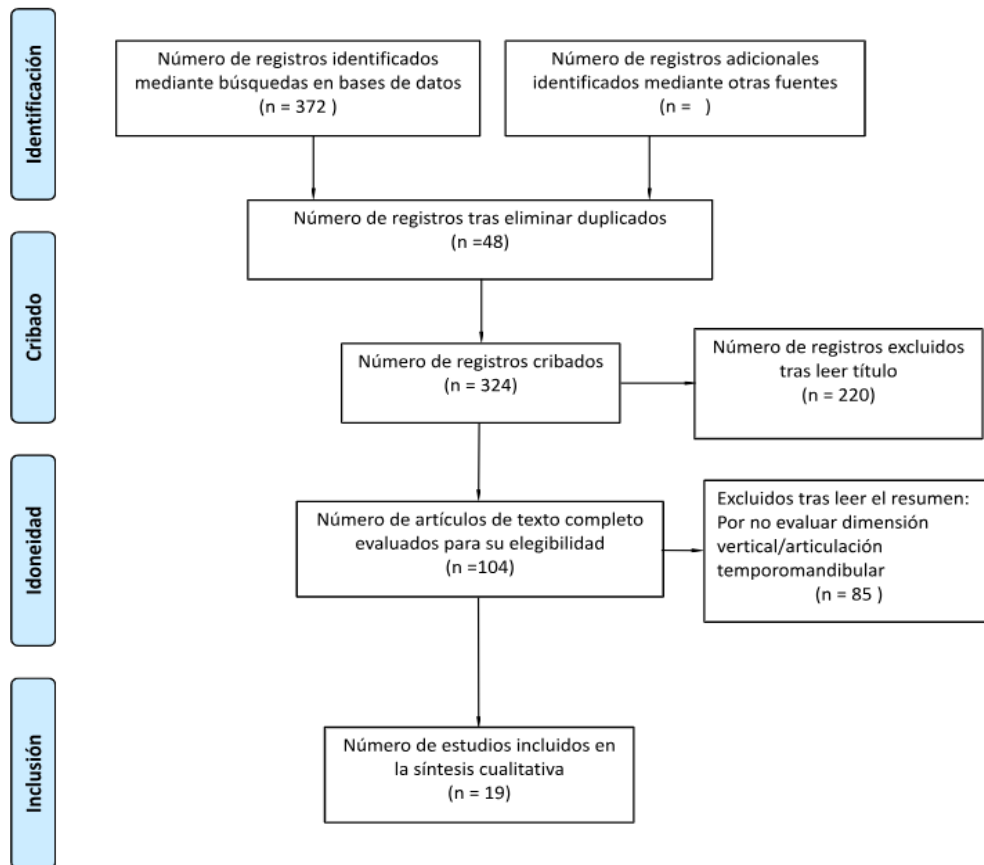 Identificación
Número de registros identificados
mediante búsquedas en bases de datos
(n = 372 )
Número de registros adicionales
identificados mediante otras fuentes
(n =   )
Número de registros tras eliminar duplicados
(n =48)
Cribado
Número de registros cribados
(n = 324)
Número de registros excluidos
tras leer título
(n = 220)
Idoneidad
Número de artículos de texto completo
evaluados para su elegibilidad
(n =104)
Excluidos tras leer el resumen:
Por no evaluar dimensión
vertical/articulación
temporomandibular
(n = 85 )
Inclusión
Número de estudios incluidos en
la síntesis cualitativa
(n = 19)